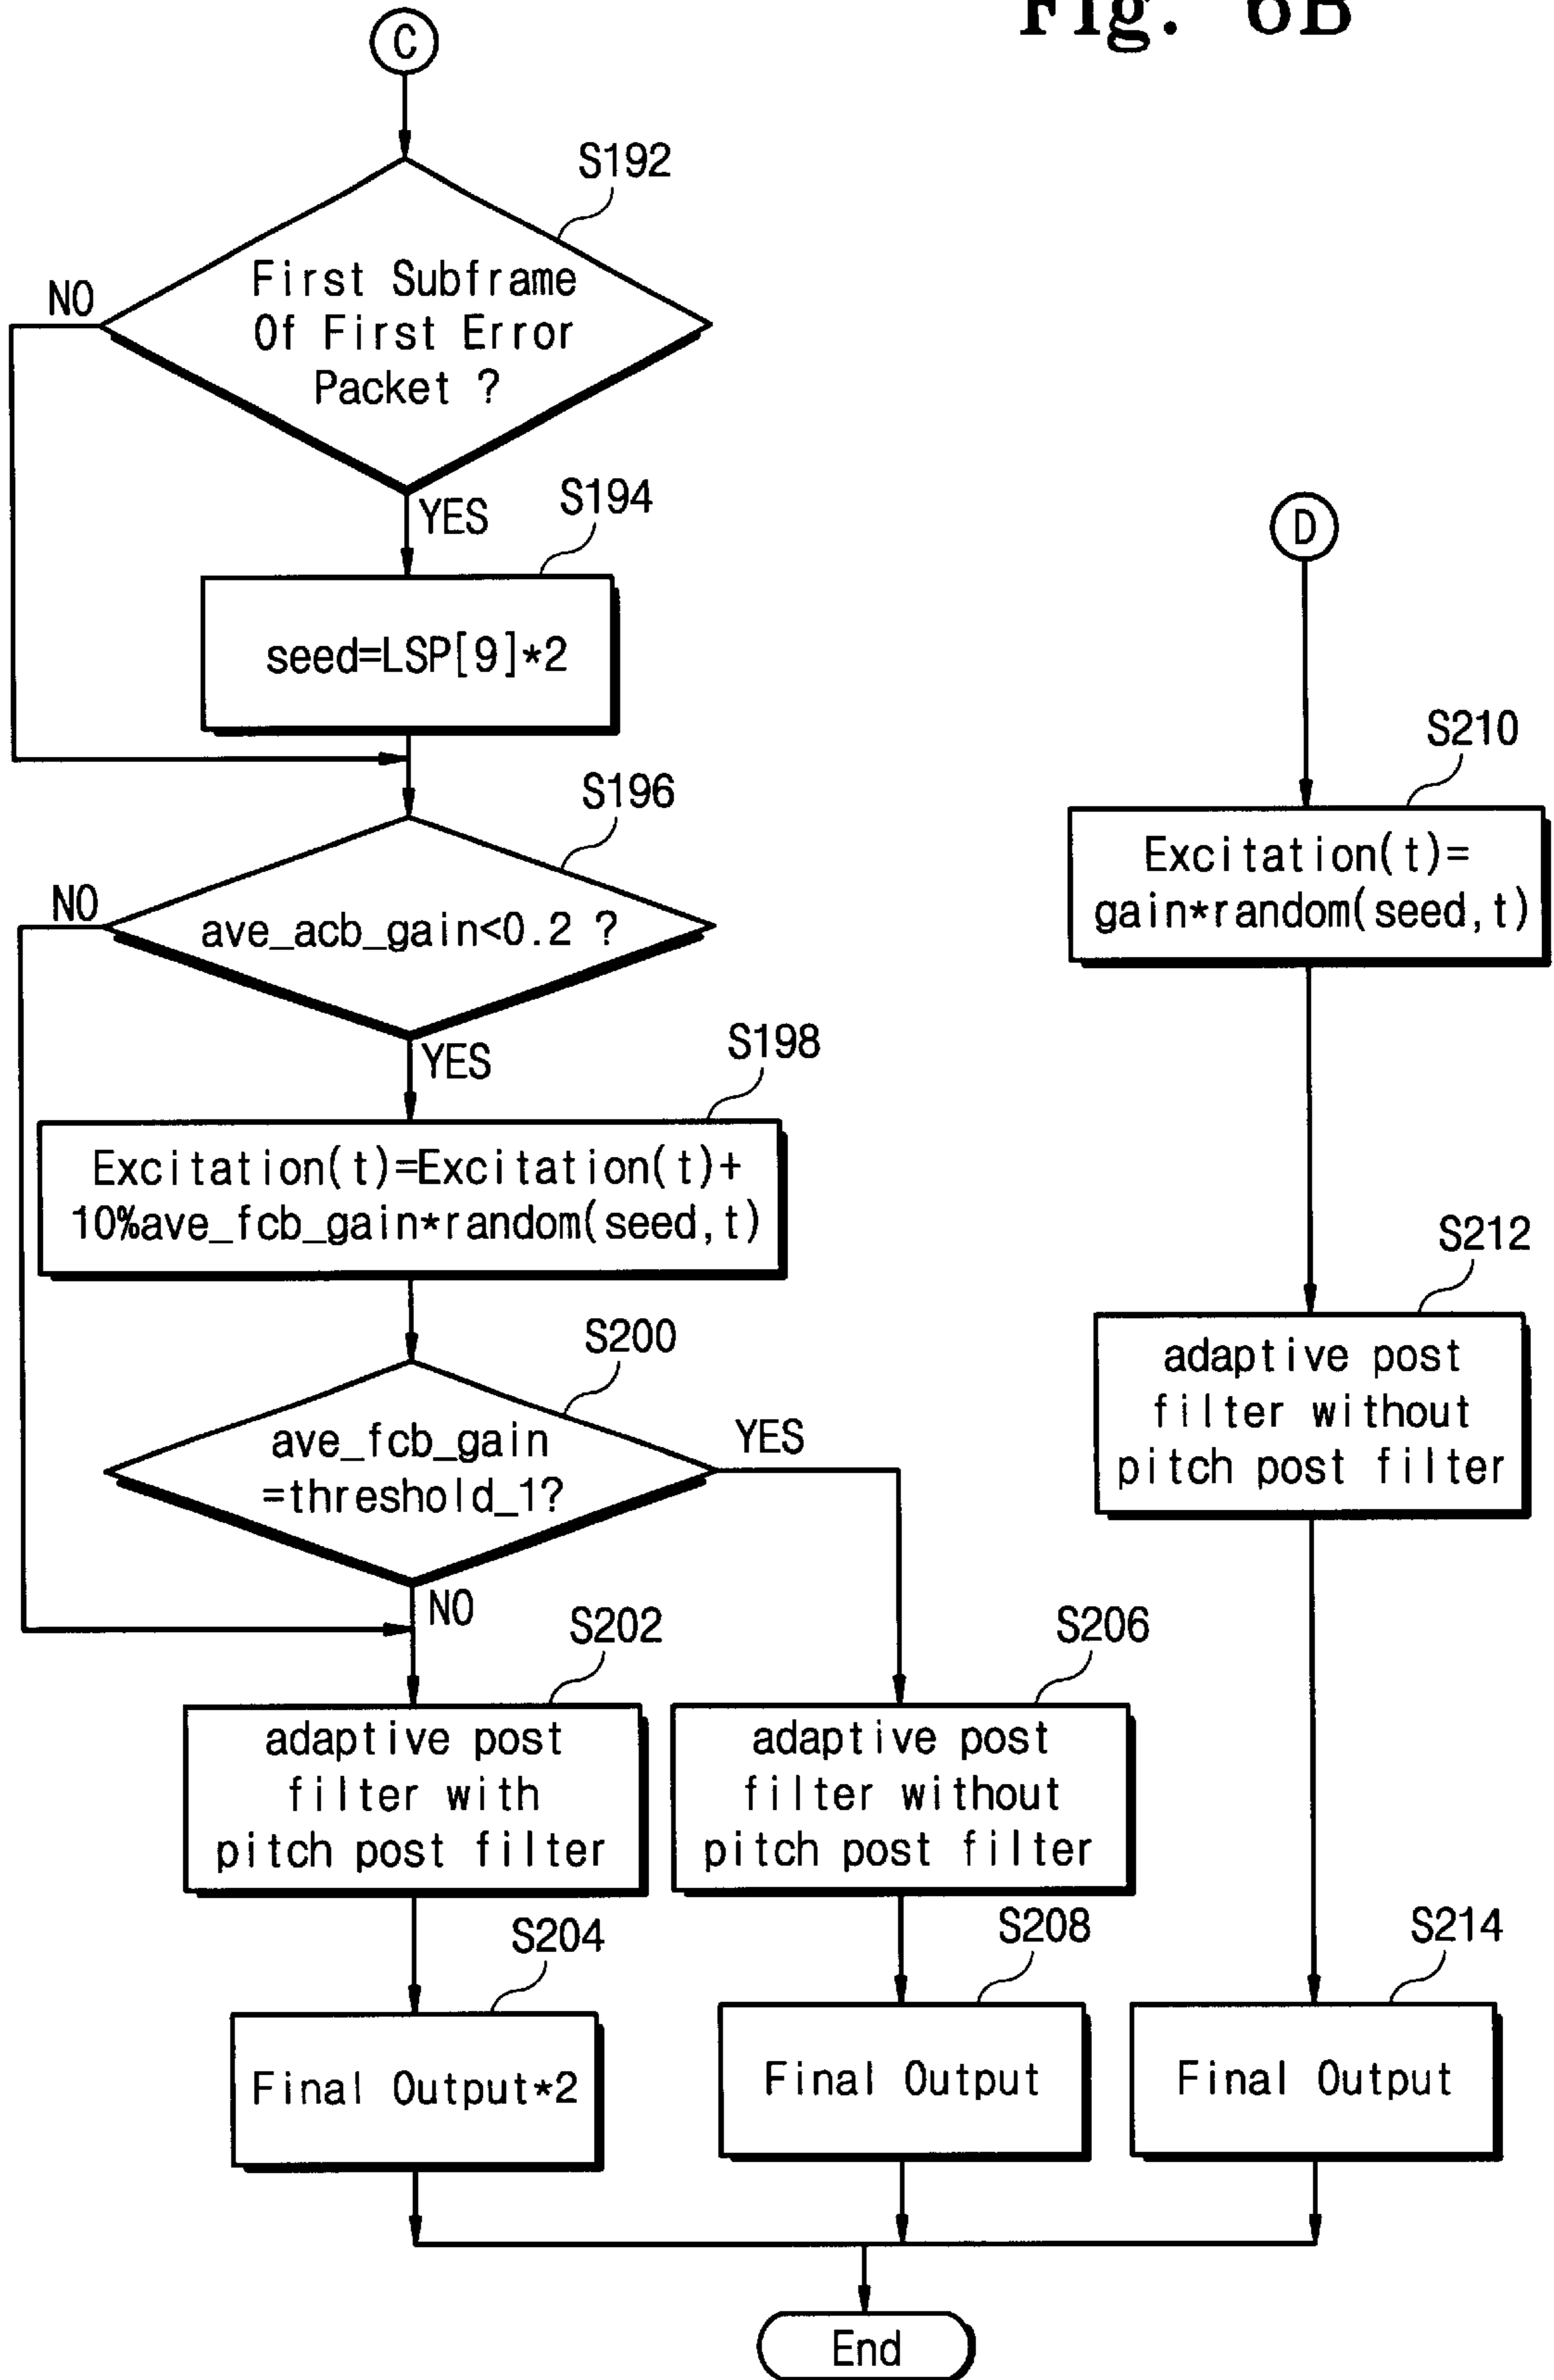 Fig. 6B
C
S192
First Subframe
Of First Error
Packet ?
NO
YES
S194
seed=LSP[9]*2
S196
ave_acb_gain<0.2 ?
NO
YES
S198
Excitation(t)=Excitation(t)+
10%ave_fcb_gain*random(seed,t)
S200
ave_fcb_gain
=threshold_1?
YES
NO
S202
adaptive post
filter with
pitch post filter
S204
Final Output*2
S206
adaptive post
filter without
pitch post filter
S208
Final Output
D
S210
Excitation(t)=
gain*random(seed,t)
S212
adaptive post
filter without
pitch post filter
S214
Final Output
End